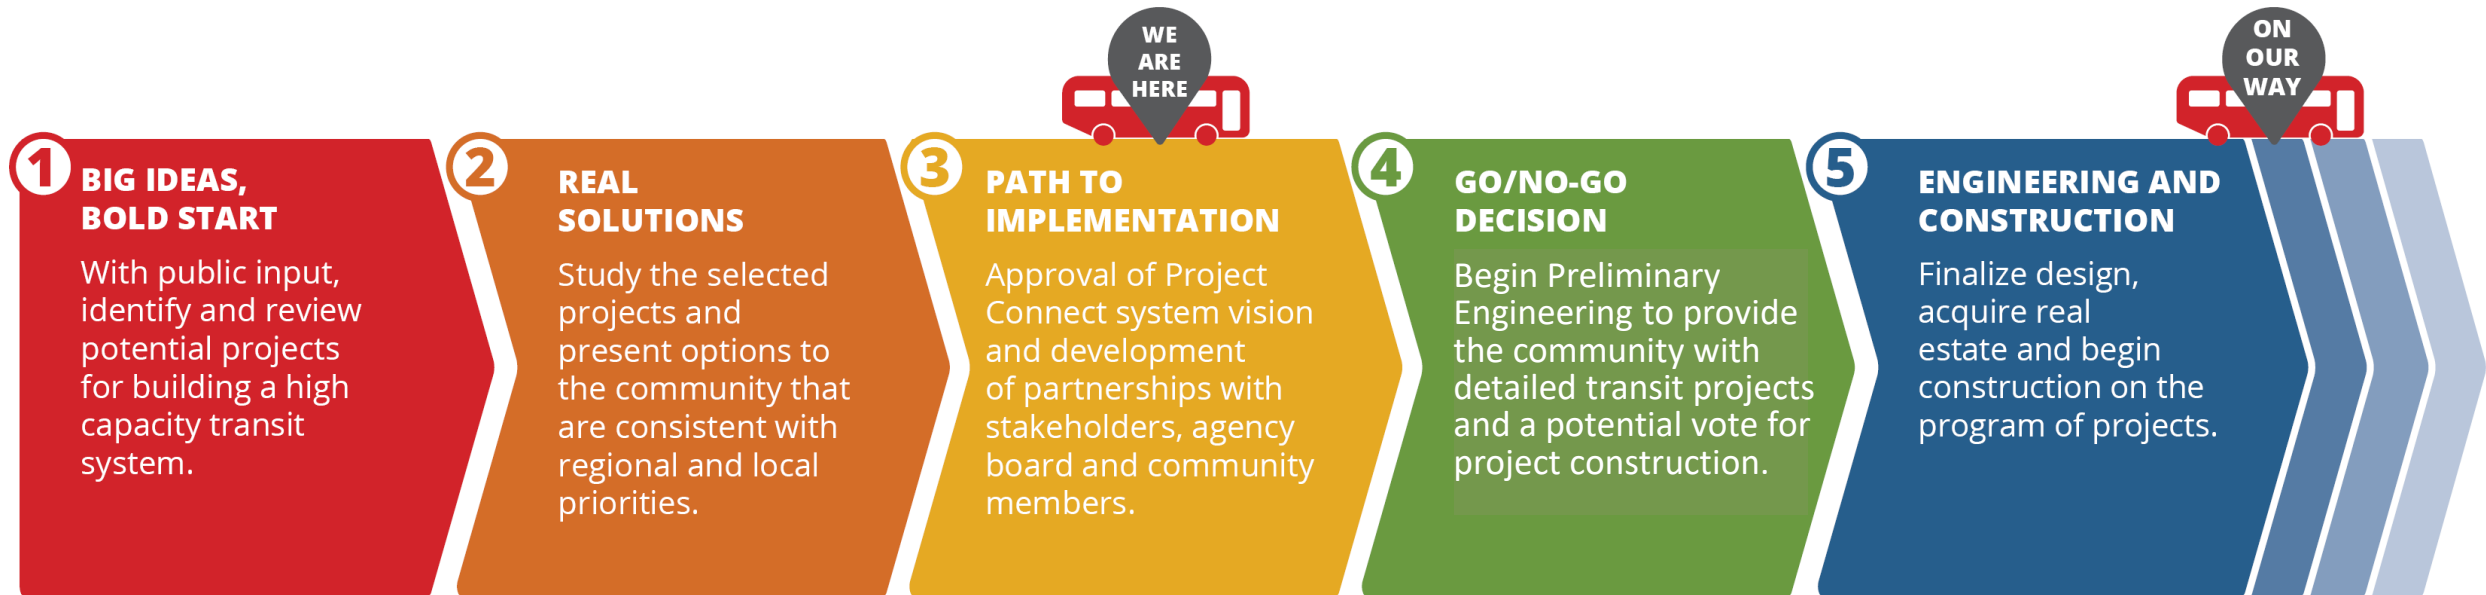 WE
ARE
HERE
ON
OUR
WAY
1
BIG IDEAS,
BOLD START
With public input,
identify and review
potential projects
for building a high
capacity transit
system.
2
REAL
SOLUTIONS
Study the selected
projects and
present options to
the community that
are consistent with
regional and local
priorities.
3
PATH TO
IMPLEMENTATION
Approval of Project
Connect system vision
and development
of partnerships with
stakeholders, agency
board and community
members.
4
GO/NO-GO
DECISION
Begin Preliminary
Engineering to provide
the community with
detailed transit projects
and a potential vote for
project construction.
5
ENGINEERING AND
CONSTRUCTION
Finalize design,
acquire real
estate and begin
construction on the
program of projects.